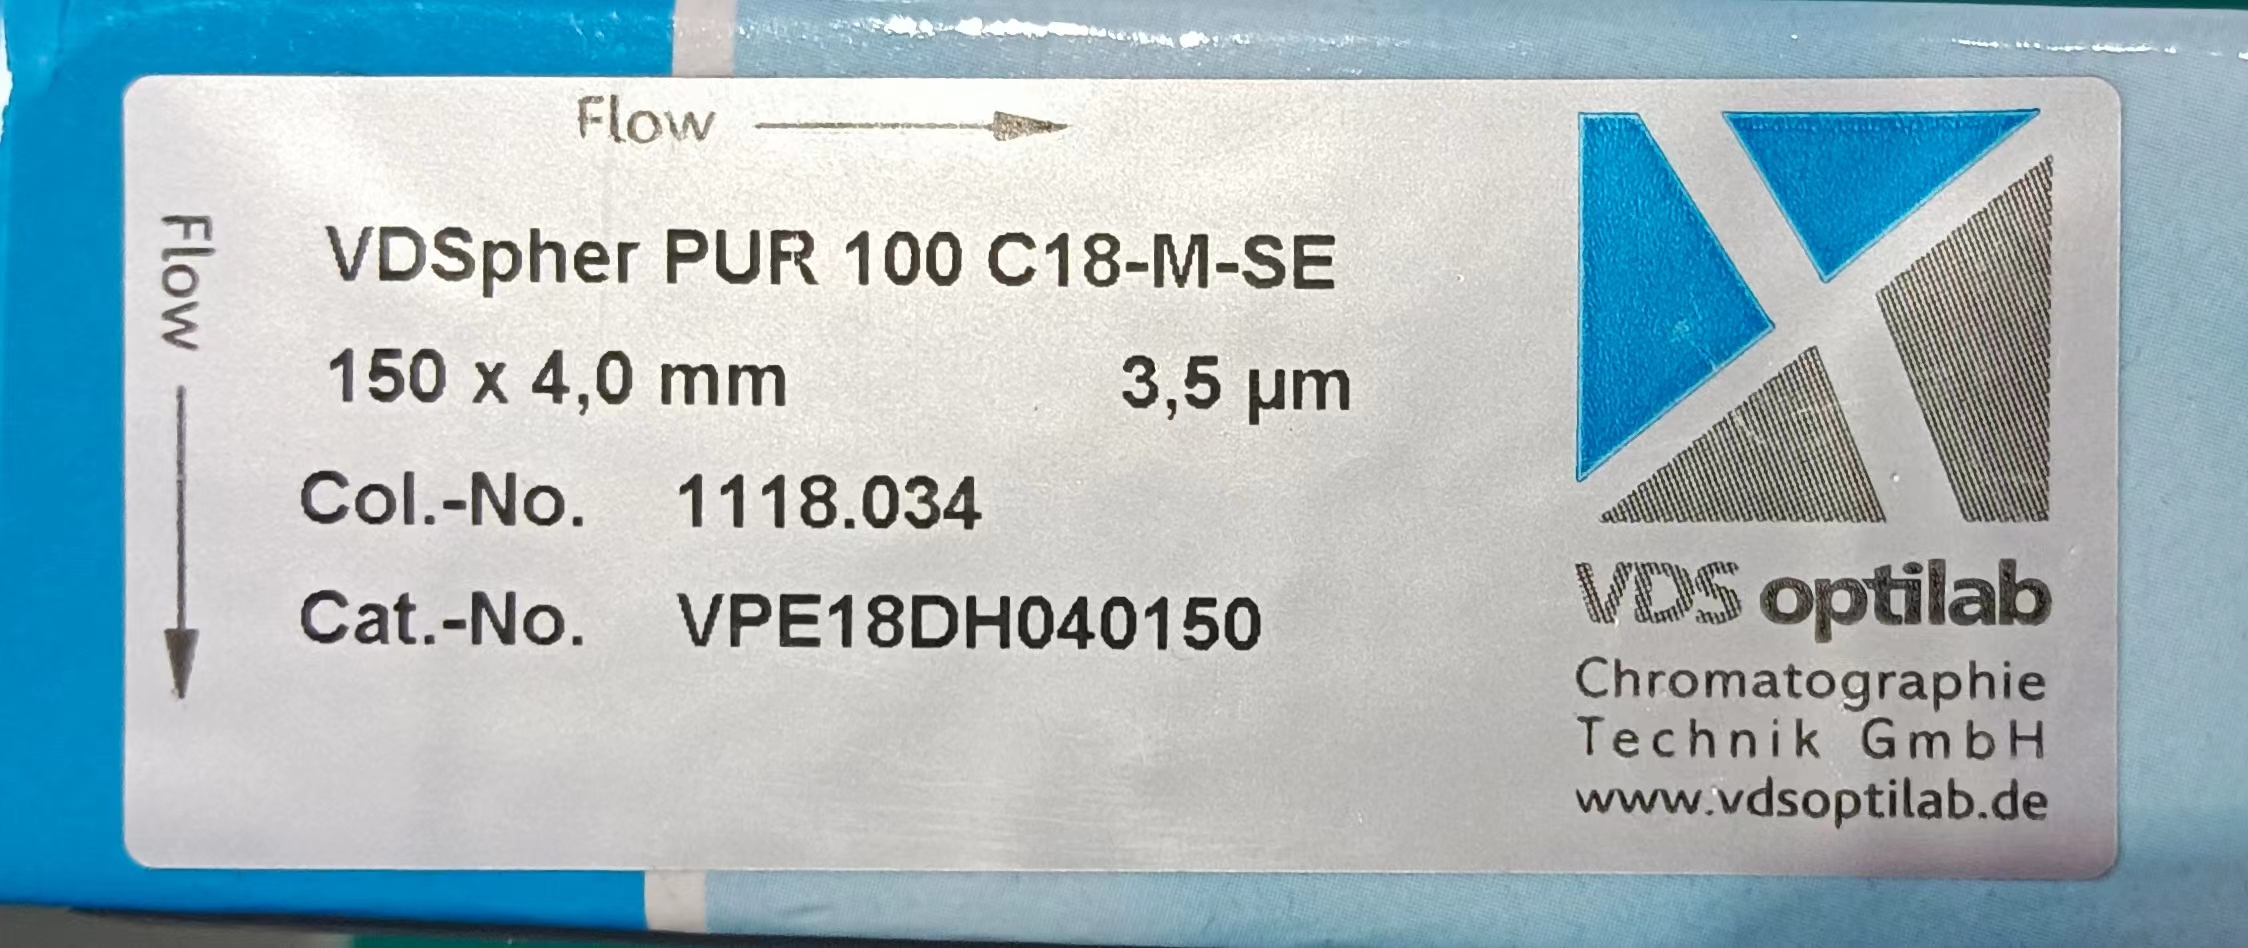 Flow
Flow
VDSpher PUR 100 C18-M-SE
150 x 4,0 mm 3,5 µm
Col.-No. 1118.034
Cat.-No. VPE18DH040150
VDS optilab
Chromatographie
Technik GmbH
www.vdsoptilab.de